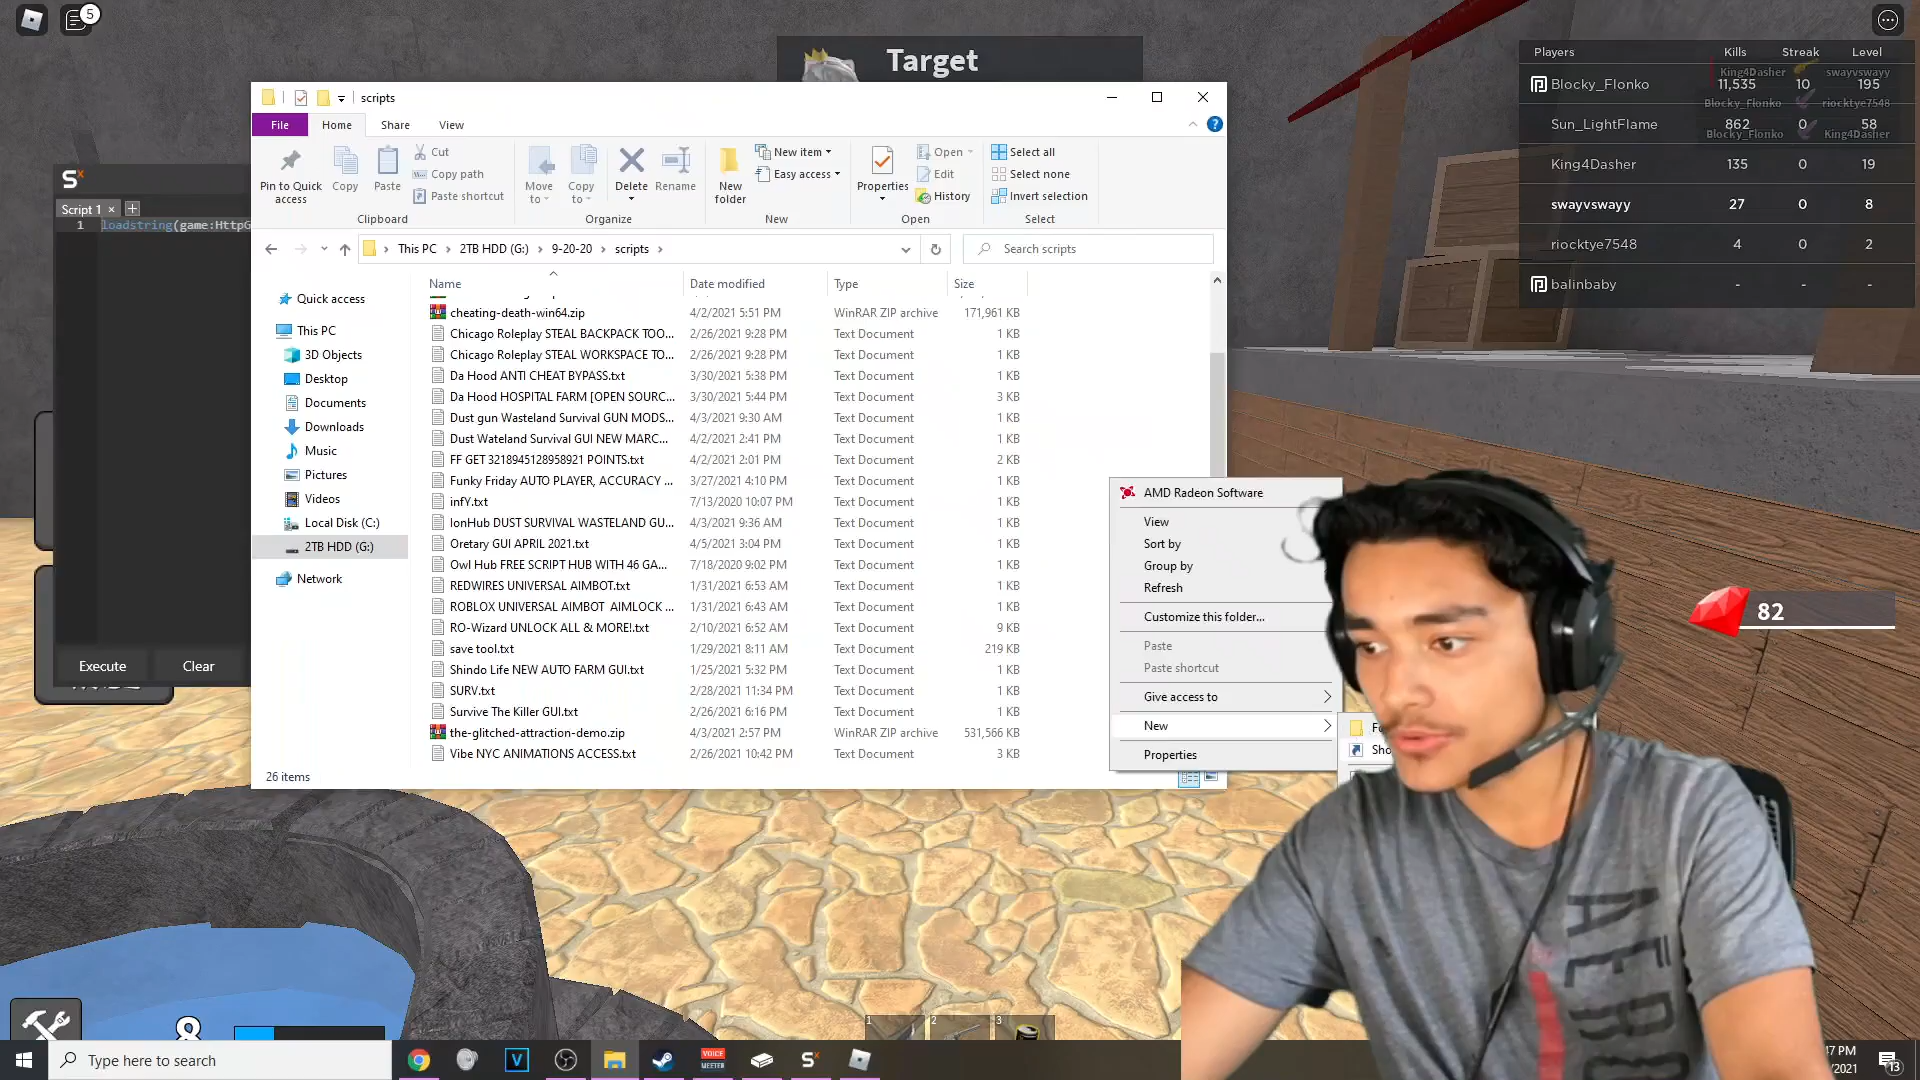 5
Target
Players Kills Streak Level
King4Dasher swayvswayy
Blocky_Flonko 11,535 10 195
Blocky_Flonko riocktye7548
Sun_LightFlame 862 0 58
Blocky_Flonko King4Dasher
King4Dasher 135 0 19
swayvswayy 27 0 8
riocktye7548 4 0 2
balinbaby - - -
82
Script 1
1 loadstring(game:HttpG
Execute Clear
scripts
File Home Share View
Pin to Quick access
Copy
Paste
Cut
Copy path
Paste shortcut
Clipboard
Move to
Copy to
Delete
Rename
Organize
New folder
New item
Easy access
New
Properties
Open
Edit
History
Open
Select all
Select none
Invert selection
Select
This PC 2TB HDD (G:) 9-20-20 scripts
Search scripts
Quick access
This PC
3D Objects
Desktop
Documents
Downloads
Music
Pictures
Videos
Local Disk (C:)
2TB HDD (G:)
Network
Name Date modified Type Size
cheating-death-win64.zip 4/2/2021 5:51 PM WinRAR ZIP archive 171,961 KB
Chicago Roleplay STEAL BACKPACK TOO... 2/26/2021 9:28 PM Text Document 1 KB
Chicago Roleplay STEAL WORKSPACE TO... 2/26/2021 9:28 PM Text Document 1 KB
Da Hood ANTI CHEAT BYPASS.txt 3/30/2021 5:38 PM Text Document 1 KB
Da Hood HOSPITAL FARM [OPEN SOURC... 3/30/2021 5:44 PM Text Document 3 KB
Dust gun Wasteland Survival GUN MODS... 4/3/2021 9:30 AM Text Document 1 KB
Dust Wateland Survival GUI NEW MARC... 4/2/2021 2:41 PM Text Document 1 KB
FF GET 3218945128958921 POINTS.txt 4/2/2021 2:01 PM Text Document 2 KB
Funky Friday AUTO PLAYER, ACCURACY ... 3/27/2021 4:10 PM Text Document 1 KB
infY.txt 7/13/2020 10:07 PM Text Document 1 KB
IonHub DUST SURVIVAL WASTELAND GU... 4/3/2021 9:36 AM Text Document 1 KB
Oretary GUI APRIL 2021.txt 4/5/2021 3:04 PM Text Document 1 KB
Owl Hub FREE SCRIPT HUB WITH 46 GA... 7/18/2020 9:02 PM Text Document 1 KB
REDWIRES UNIVERSAL AIMBOT.txt 1/31/2021 6:53 AM Text Document 1 KB
ROBLOX UNIVERSAL AIMBOT AIMLOCK ... 1/31/2021 6:43 AM Text Document 1 KB
RO-Wizard UNLOCK ALL & MORE!.txt 2/10/2021 6:52 AM Text Document 9 KB
save tool.txt 1/29/2021 8:11 AM Text Document 219 KB
Shindo Life NEW AUTO FARM GUI.txt 1/25/2021 5:32 PM Text Document 1 KB
SURV.txt 2/28/2021 11:34 PM Text Document 1 KB
Survive The Killer GUI.txt 2/26/2021 6:16 PM Text Document 1 KB
the-glitched-attraction-demo.zip 4/3/2021 2:57 PM WinRAR ZIP archive 531,566 KB
Vibe NYC ANIMATIONS ACCESS.txt 2/26/2021 10:42 PM Text Document 3 KB
26 items
AMD Radeon Software
View
Sort by
Group by
Refresh
Customize this folder...
Paste
Paste shortcut
Give access to
New
Properties
Sho
AERO
8
1 2 3
Type here to search
VOICE
MEETER
47 PM
/2021
13